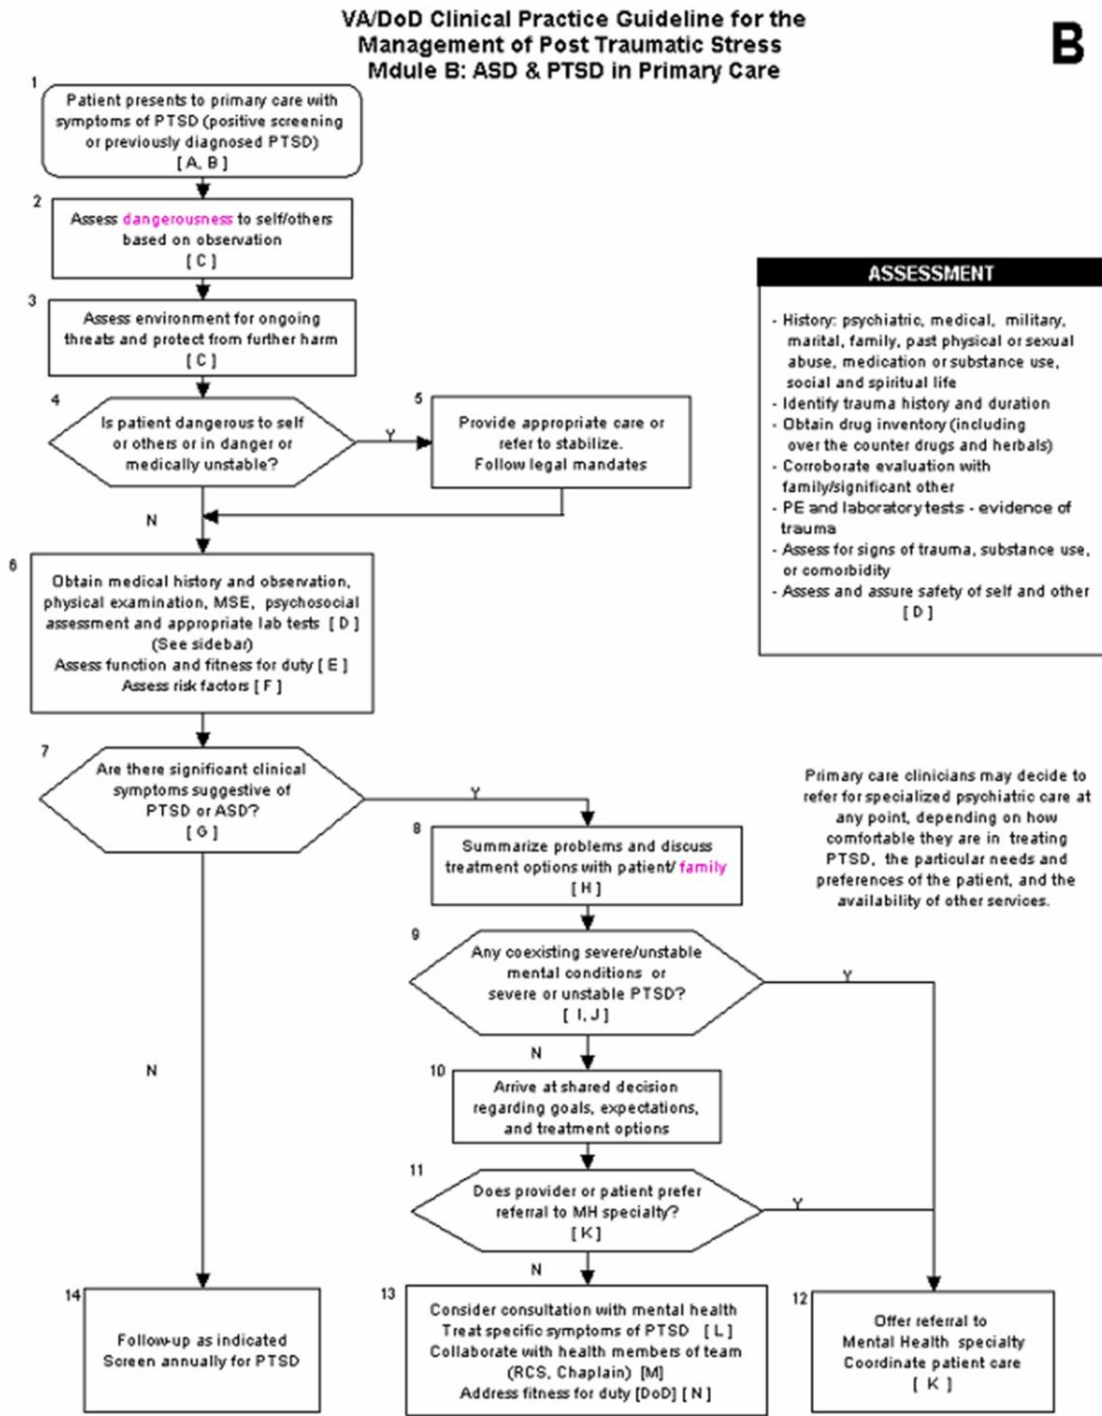 VA/DoD Clinical Practice Guideline for the
Management of Post Traumatic Stress
Mdule B: ASD & PTSD in Primary Care
B
1
Patient presents to primary care with
symptoms of PTSD (positive screening
or previously diagnosed PTSD)
[ A, B ]
2
Assess dangerousness to self/others
based on observation
[ C ]
3
Assess environment for ongoing
threats and protect from further harm
[ C ]
4
Is patient dangerous to self
or others or in danger or
medically unstable?
Y
5
Provide appropriate care or
refer to stabilize.
Follow legal mandates
N
6
Obtain medical history and observation,
physical examination, MSE, psychosocial
assessment and appropriate lab tests [ D ]
(See sidebar)
Assess function and fitness for duty [ E ]
Assess risk factors [ F ]
ASSESSMENT
- History: psychiatric, medical, military,
marital, family, past physical or sexual
abuse, medication or substance use,
social and spiritual life
- Identify trauma history and duration
- Obtain drug inventory (including
over the counter drugs and herbals)
- Corroborate evaluation with
family/significant other
- PE and laboratory tests - evidence of
trauma
- Assess for signs of trauma, substance use,
or comorbidity
- Assess and assure safety of self and other
[ D ]
7
Are there significant clinical
symptoms suggestive of
PTSD or ASD?
[ G ]
Y
Primary care clinicians may decide to
refer for specialized psychiatric care at
any point, depending on how
comfortable they are in treating
PTSD, the particular needs and
preferences of the patient, and the
availability of other services.
8
Summarize problems and discuss
treatment options with patient/ family
[ H ]
9
Any coexisting severe/unstable
mental conditions or
severe or unstable PTSD?
[ I, J ]
Y
N
N
10
Arrive at shared decision
regarding goals, expectations,
and treatment options
11
Does provider or patient prefer
referral to MH specialty?
[ K ]
Y
N
14
Follow-up as indicated
Screen annually for PTSD
13
Consider consultation with mental health
Treat specific symptoms of PTSD [ L ]
Collaborate with health members of team
(RCS, Chaplain) [M]
Address fitness for duty [DoD] [ N ]
12
Offer referral to
Mental Health specialty
Coordinate patient care
[ K ]